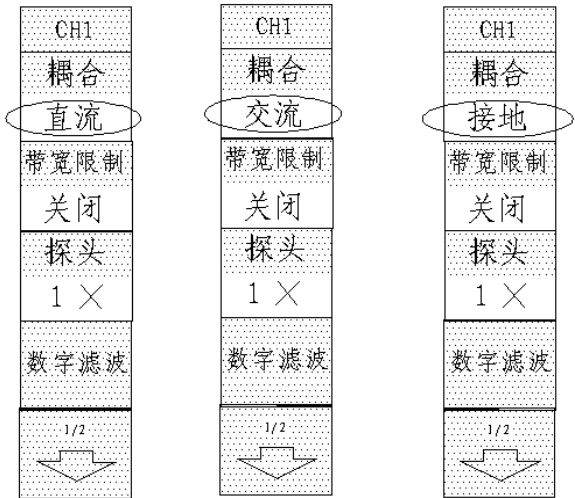 CH1
耦合
直流
带宽限制
关闭
探头
1 X
数字滤波
1/2
CH1
耦合
交流
带宽限制
关闭
探头
1 X
数字滤波
1/2
CH1
耦合
接地
带宽限制
关闭
探头
1 X
数字滤波
1/2